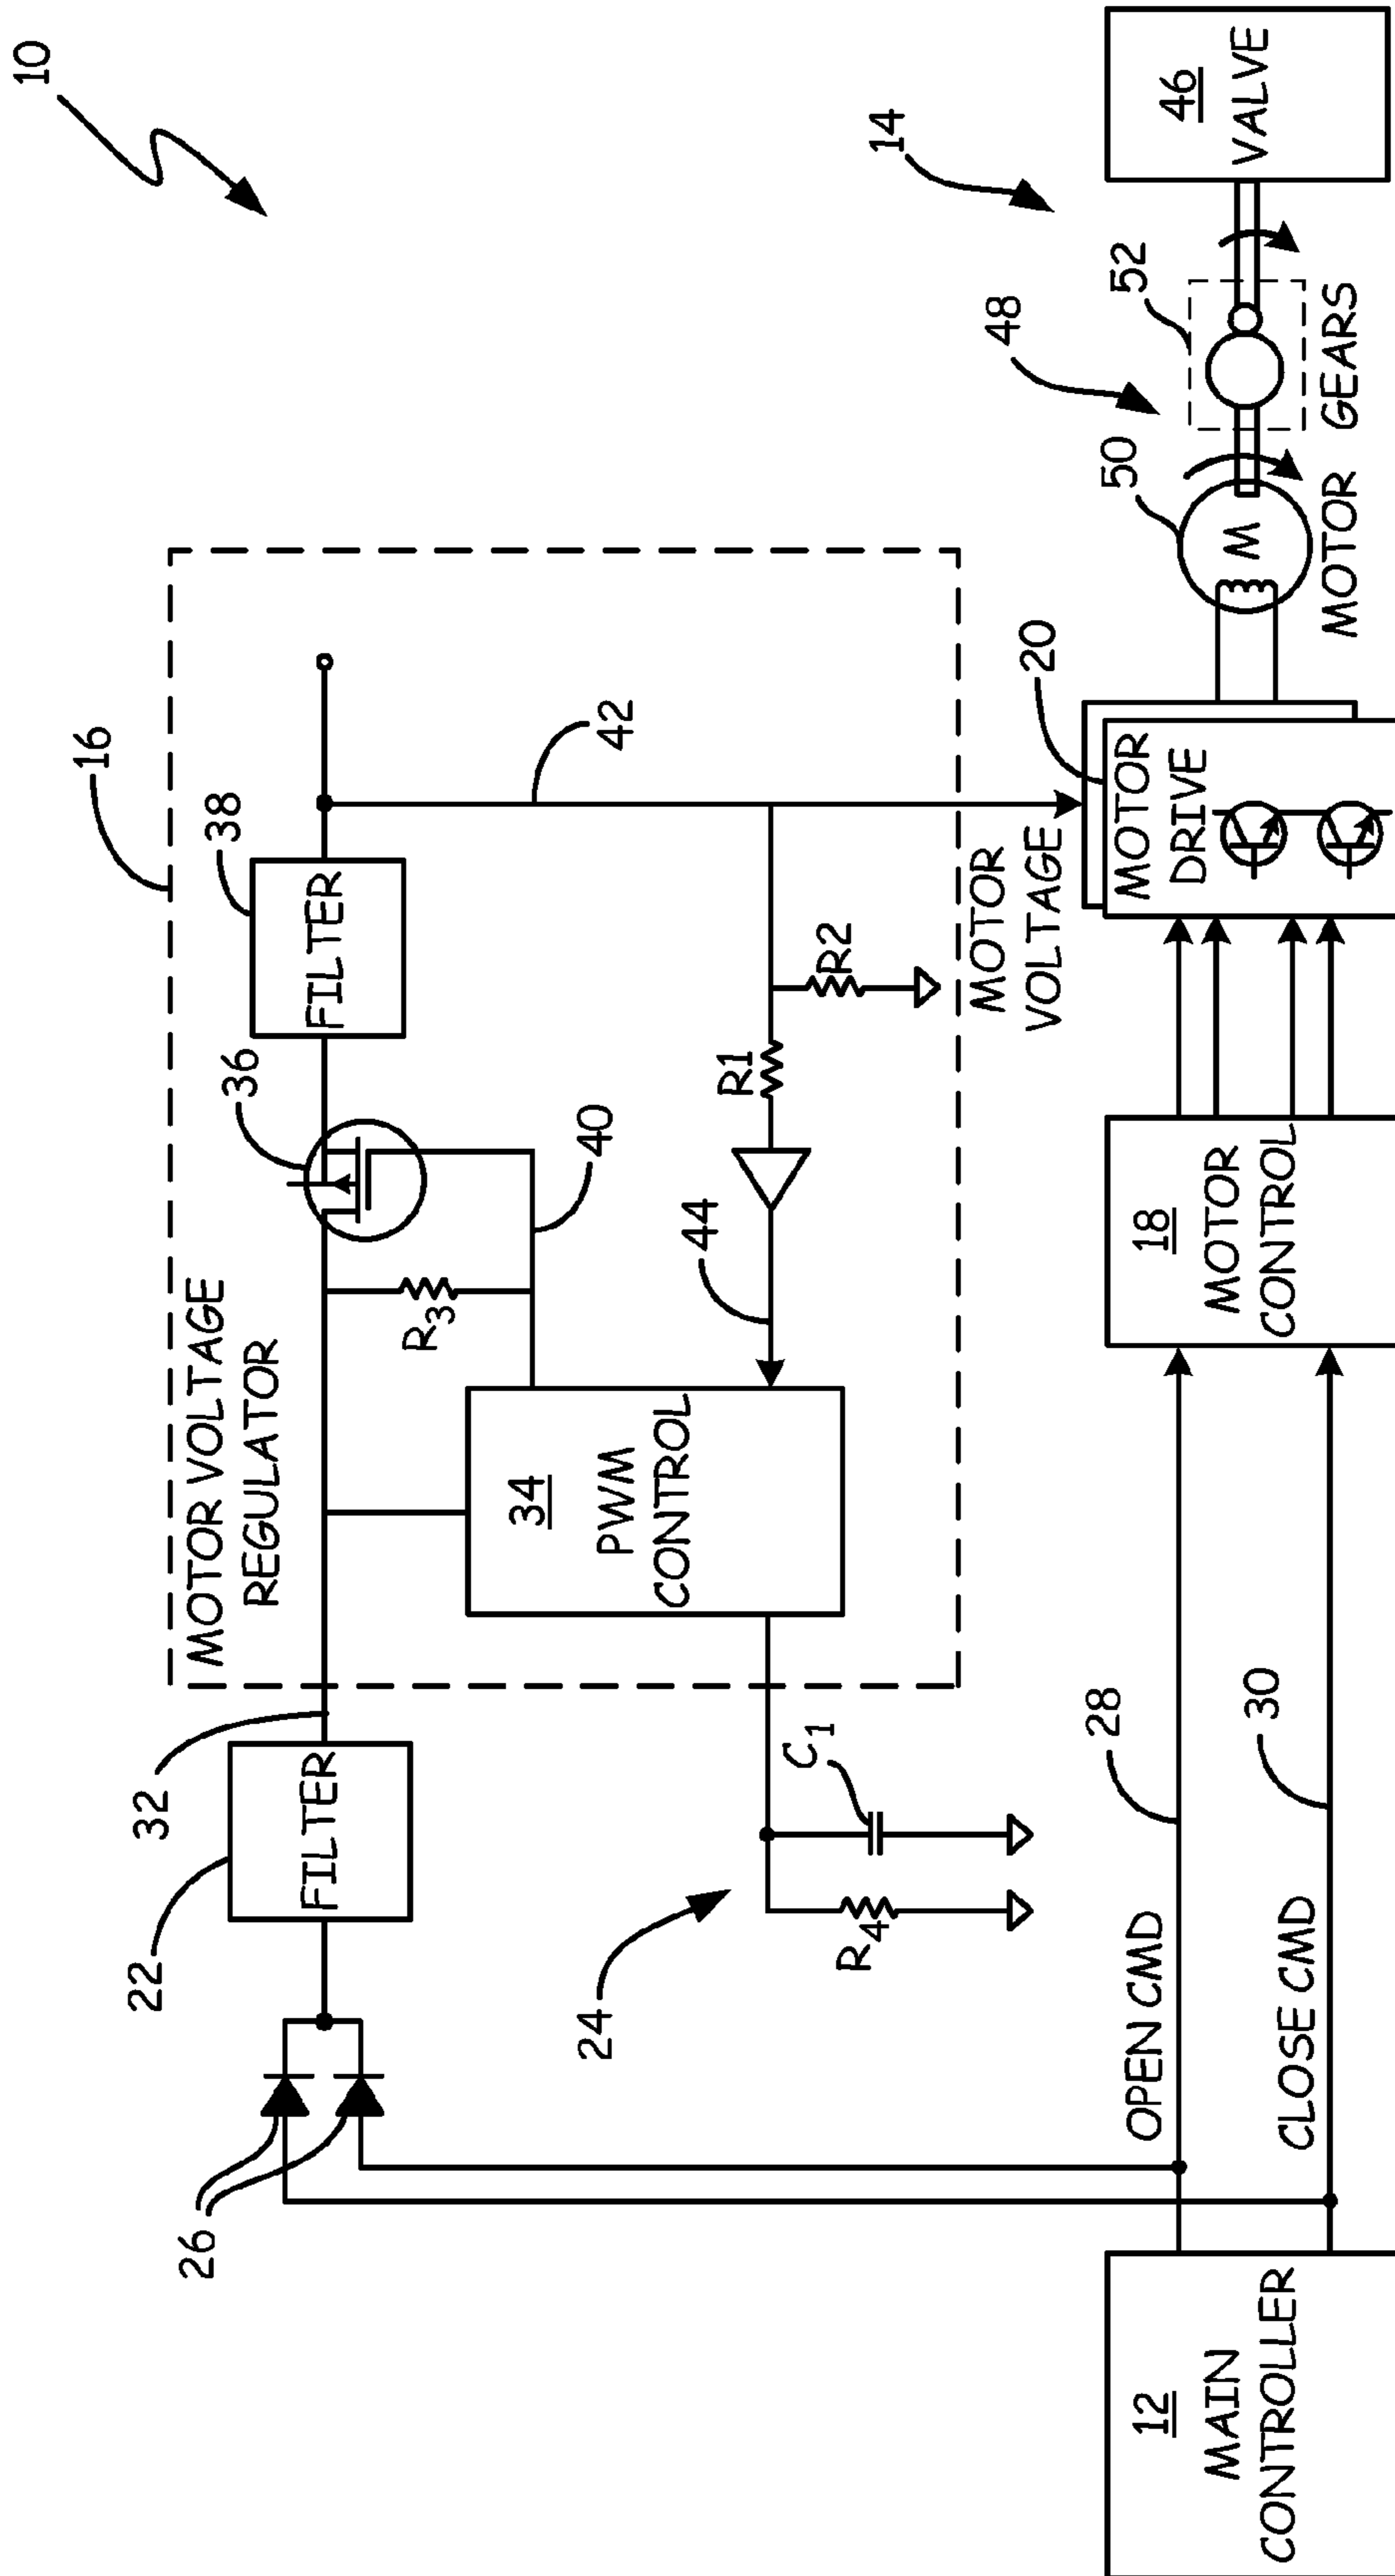 10
16
MOTOR VOLTAGE
REGULATOR
32
22
FILTER
36
38
FILTER
26
R3
40
42
34
PWM
CONTROL
44
R1
R2
24
R4
C1
MOTOR
VOLTAGE
12
MAIN
CONTROLLER
OPEN CMD
28
CLOSE CMD
30
18
MOTOR
CONTROL
20
MOTOR
DRIVE
50
M
MOTOR
48
52
GEARS
14
46
VALVE